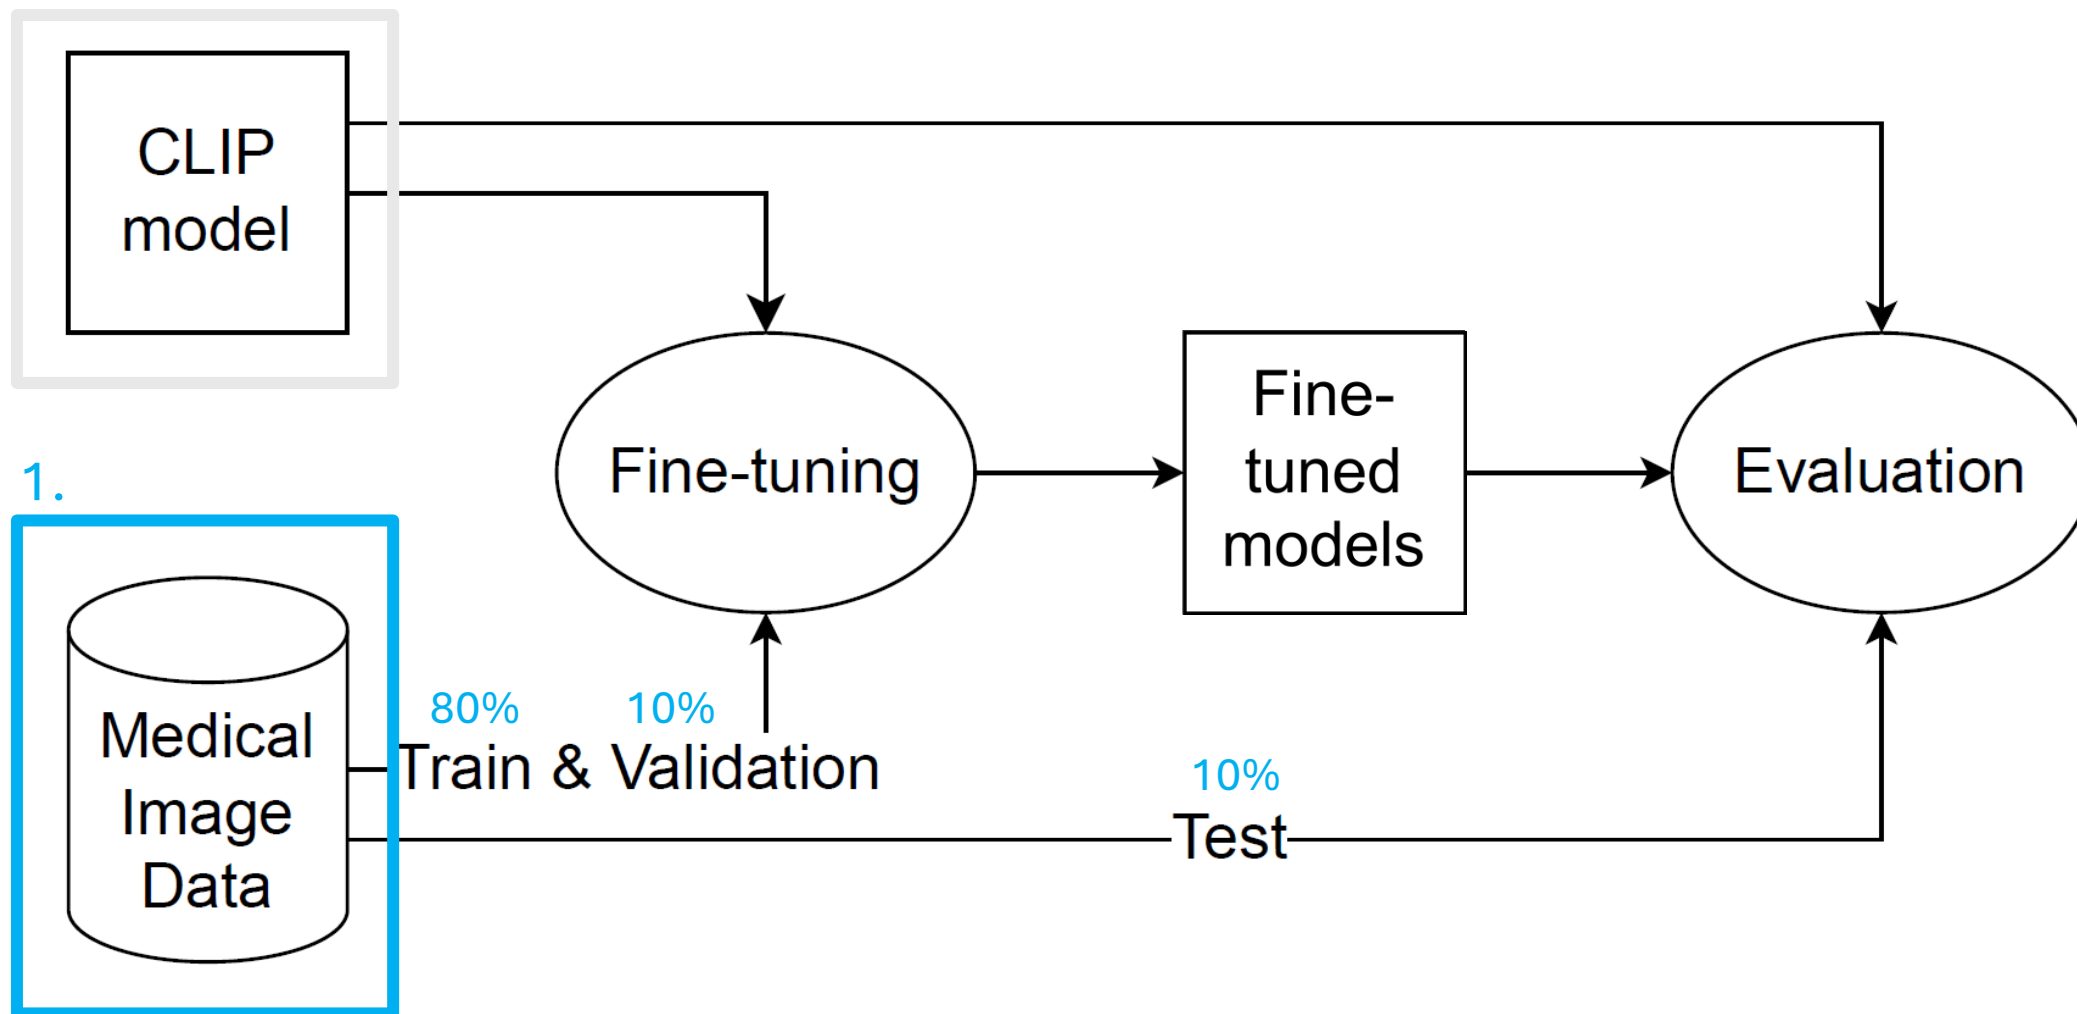 CLIP
model
1.
Medical
Image
Data
80%
10%
Train & Validation
10%
Test
Fine-tuning
Fine-
tuned
models
Evaluation